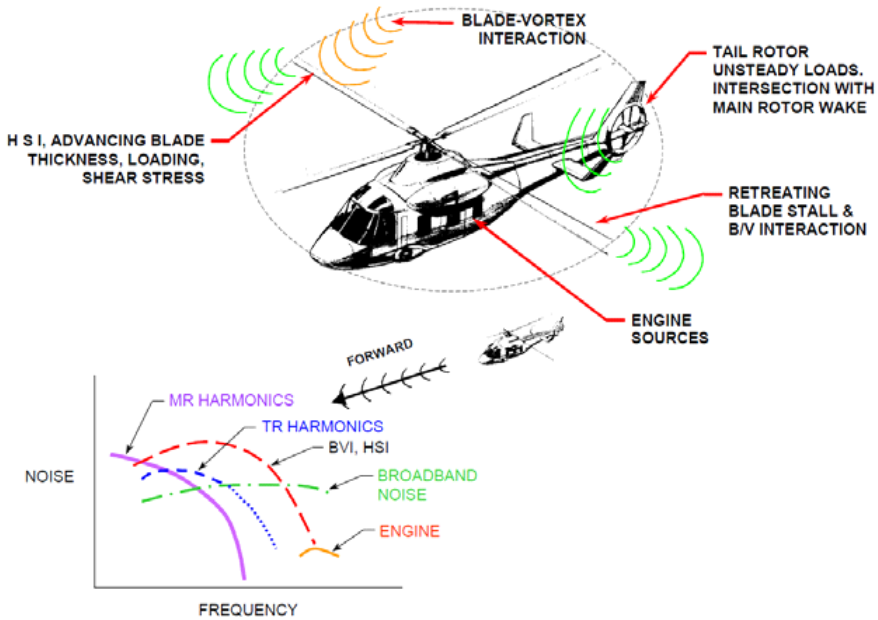 BLADE-VORTEX
INTERACTION
TAIL ROTOR
UNSTEADY LOADS.
INTERSECTION WITH
MAIN ROTOR WAKE
H S I, ADVANCING BLADE
THICKNESS, LOADING,
SHEAR STRESS
RETREATING
BLADE STALL &
B/V INTERACTION
ENGINE
SOURCES
FORWARD
MR HARMONICS
TR HARMONICS
BVI, HSI
NOISE
BROADBAND
NOISE
ENGINE
FREQUENCY